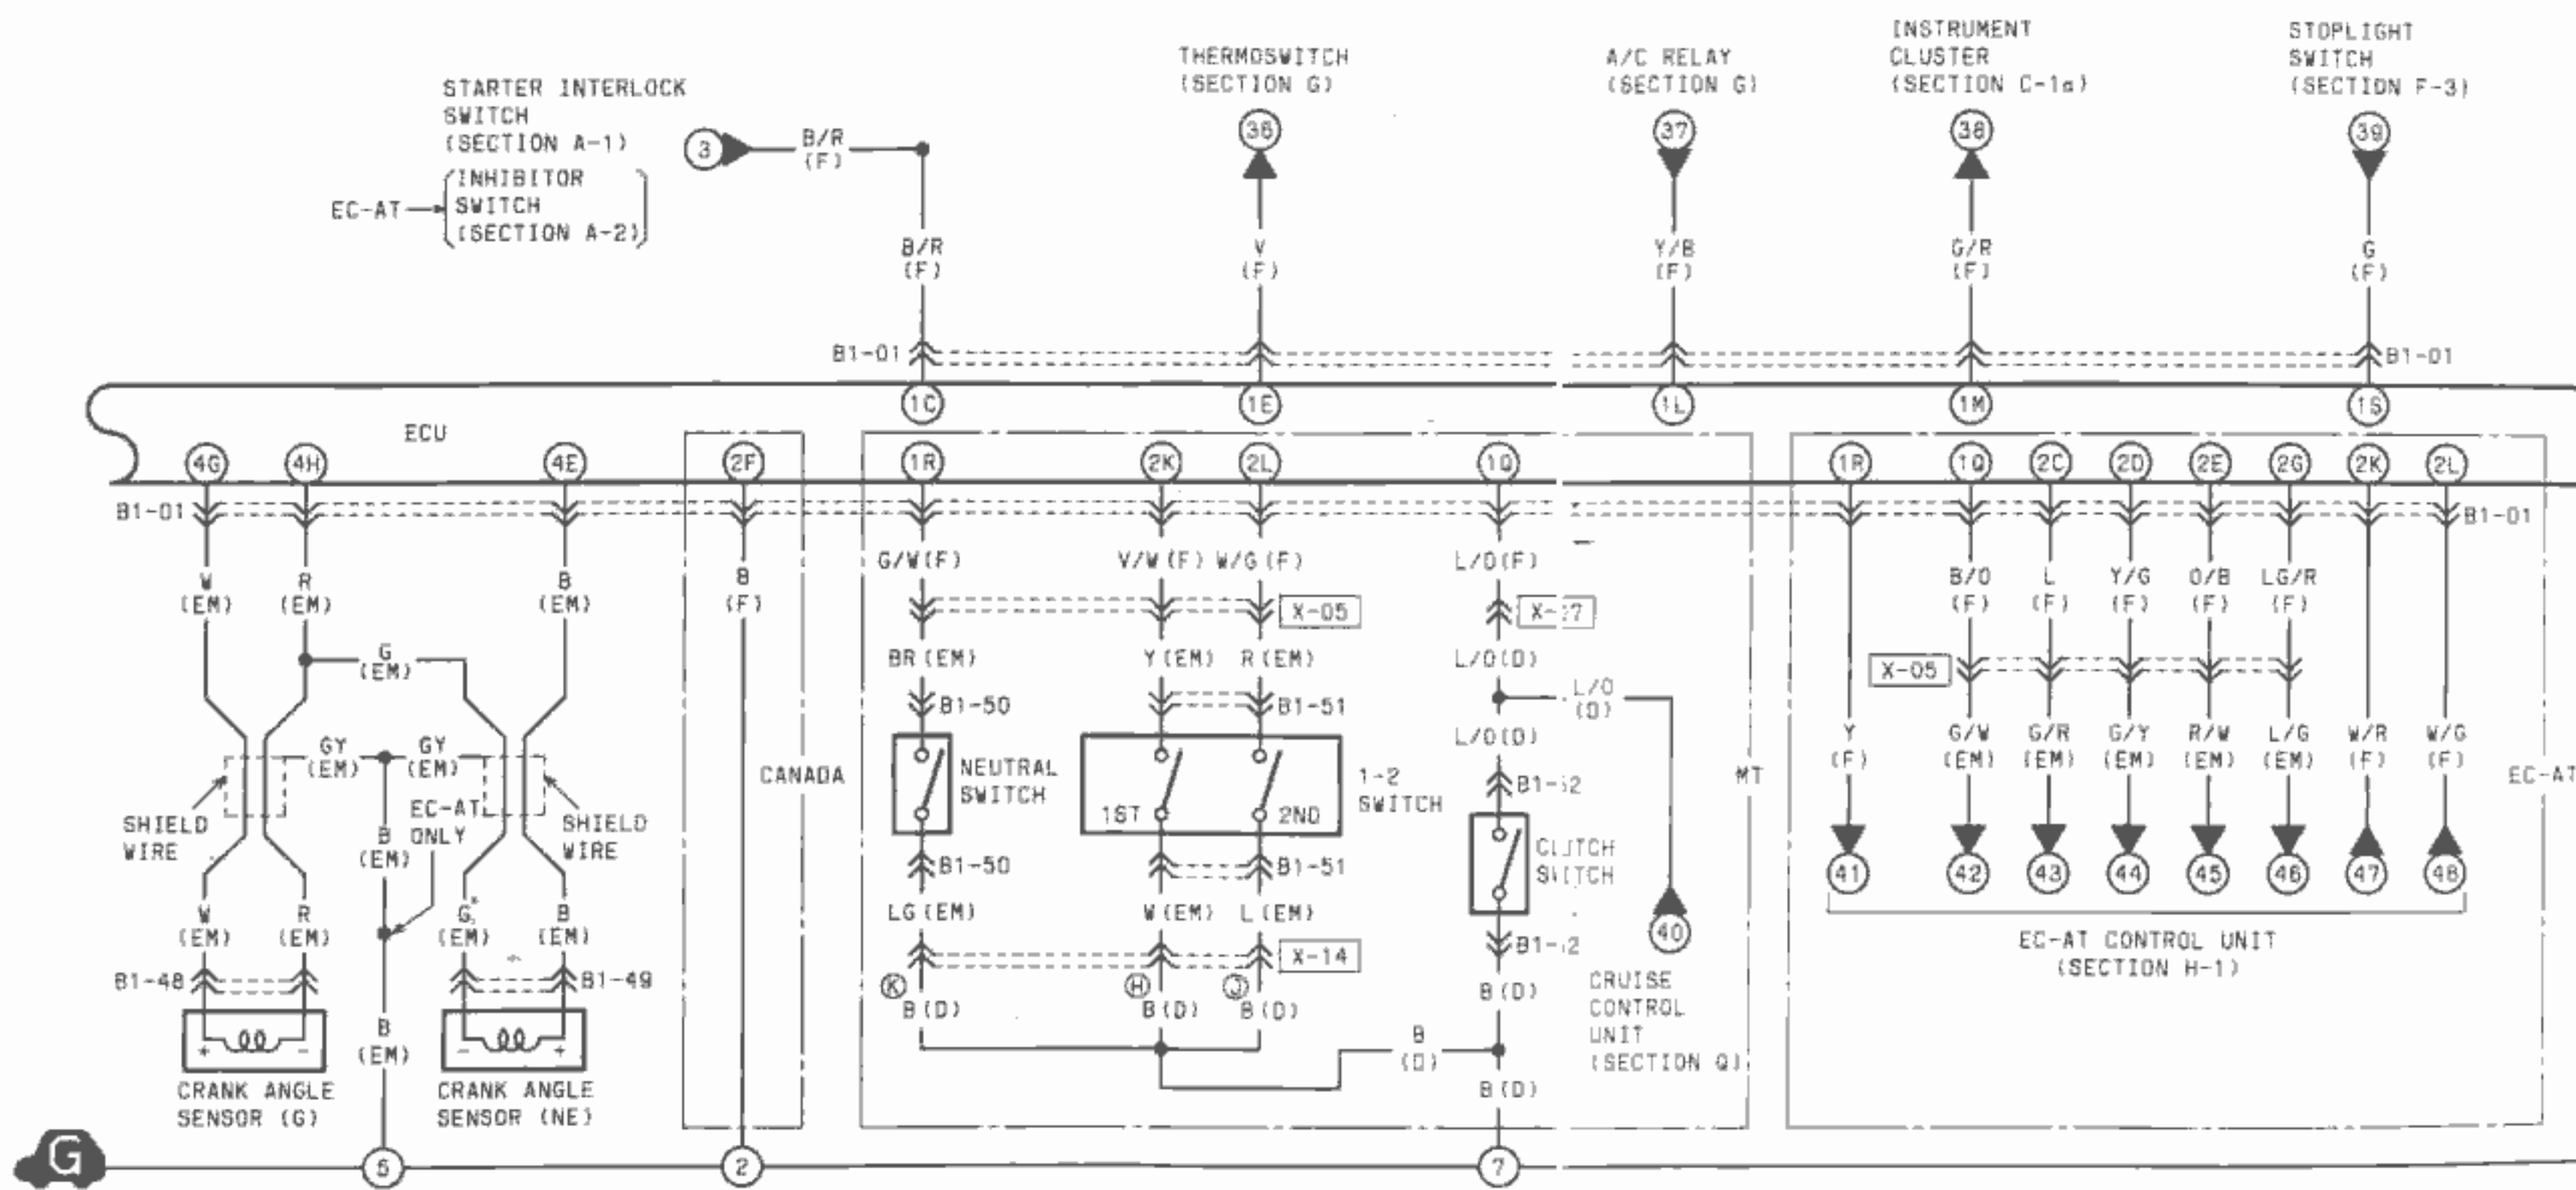 STARTER INTERLOCK
SWITCH
(SECTION A-1)
EC-AT
INHIBITOR
SWITCH
(SECTION A-2)
3
B/R
(F)
B/R
(F)
THERMOSWITCH
(SECTION G)
36
V
(F)
A/C RELAY
(SECTION G)
37
Y/B
(F)
INSTRUMENT
CLUSTER
(SECTION C-1a)
38
G/R
(F)
STOPLIGHT
SWITCH
(SECTION F-3)
39
G
(F)
B1-01
B1-01
1C
1E
1L
1M
1S
ECU
4G
4H
4E
2F
1R
2K
2L
1Q
1R
1Q
2C
2D
2E
2G
2K
2L
B1-01
B1-01
W
(EM)
R
(EM)
B
(EM)
B
(F)
G
(EM)
GY
(EM)
GY
(EM)
SHIELD
WIRE
B
(EM)
EC-AT
ONLY
SHIELD
WIRE
W
(EM)
R
(EM)
G
(EM)
B
(EM)
B1-48
B1-49
+
-
-
+
B
(EM)
CRANK ANGLE
SENSOR (G)
CRANK ANGLE
SENSOR (NE)
CANADA
G/W(F)
V/W(F)
W/G(F)
L/O(F)
X-05
BR(EM)
Y(EM)
R(EM)
L/O(D)
L/O
(D)
B1-50
B1-51
L/O(D)
NEUTRAL
SWITCH
1ST
2ND
1-2
SWITCH
CLUTCH
SWITCH
MT
B1-50
B1-51
LG(EM)
W(EM)
L(EM)
X-14
K
H
J
B(D)
B(D)
B(D)
B(D)
B
(D)
B(D)
40
CRUISE
CONTROL
UNIT
(SECTION Q)
B/O
(F)
L
(F)
Y/G
(F)
O/B
(F)
LG/R
(F)
X-05
Y
(F)
G/W
(EM)
G/R
(EM)
G/Y
(EM)
R/W
(EM)
L/G
(EM)
W/R
(F)
W/G
(F)
EC-AT
41
42
43
44
45
46
47
48
EC-AT CONTROL UNIT
(SECTION H-1)
G
5
2
7